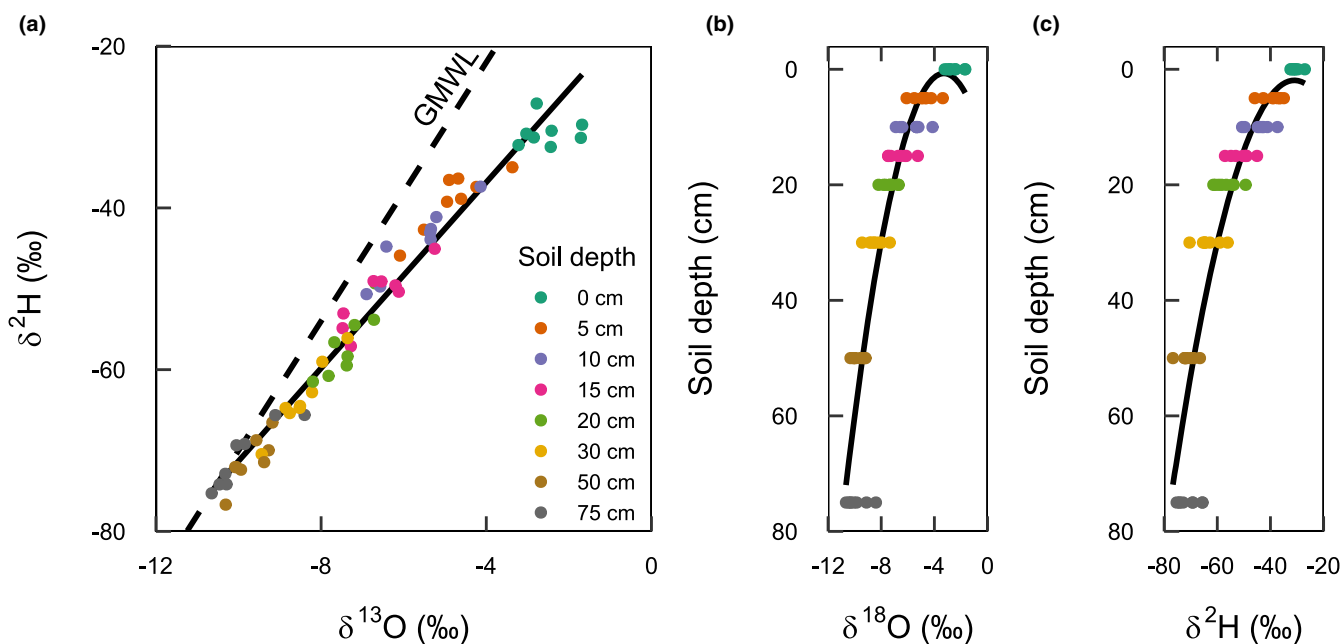 (a)
-20
-40
-60
-80
δ²H (‰)
-12
-8
-4
0
δ¹³O (‰)
GMWL
Soil depth
0 cm
5 cm
10 cm
15 cm
20 cm
30 cm
50 cm
75 cm
(b)
0
20
40
60
80
Soil depth (cm)
-12
-8
-4
0
δ¹⁸O (‰)
(c)
0
20
40
60
80
Soil depth (cm)
-80
-60
-40
-20
δ²H (‰)